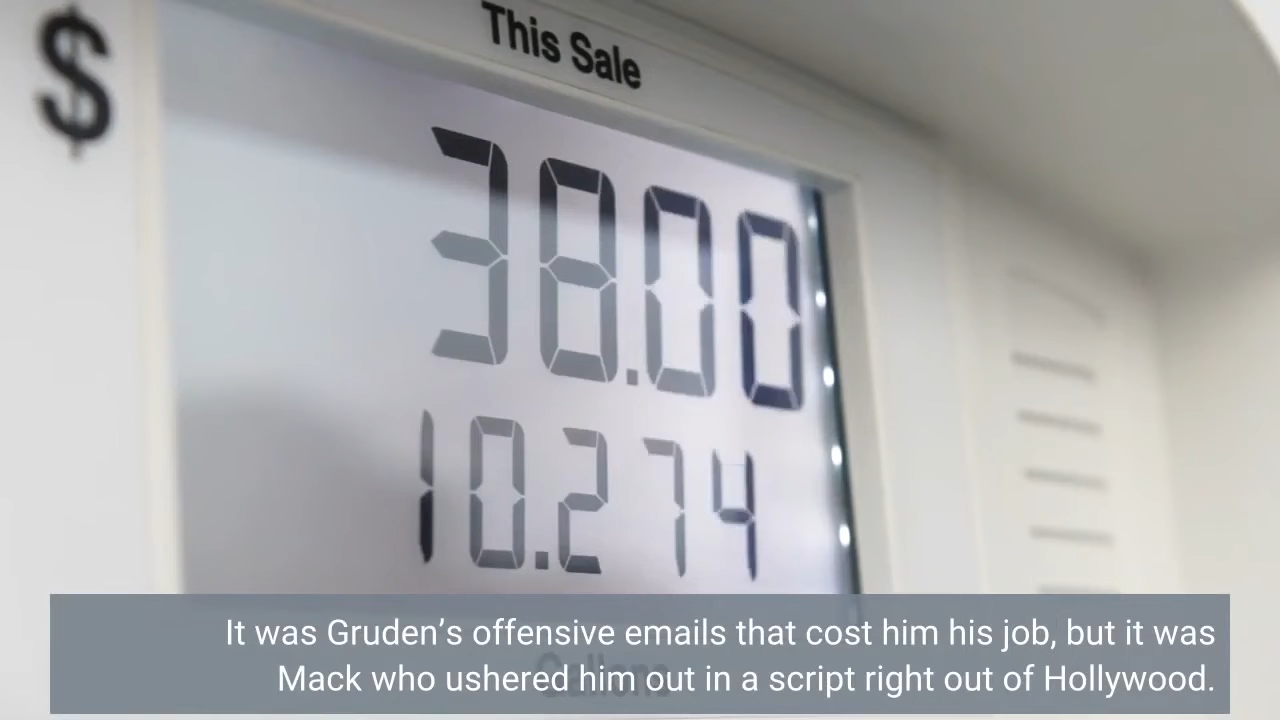 This Sale
$
38.00
10.274
Gallons
It was Gruden’s offensive emails that cost him his job, but it was
Mack who ushered him out in a script right out of Hollywood.